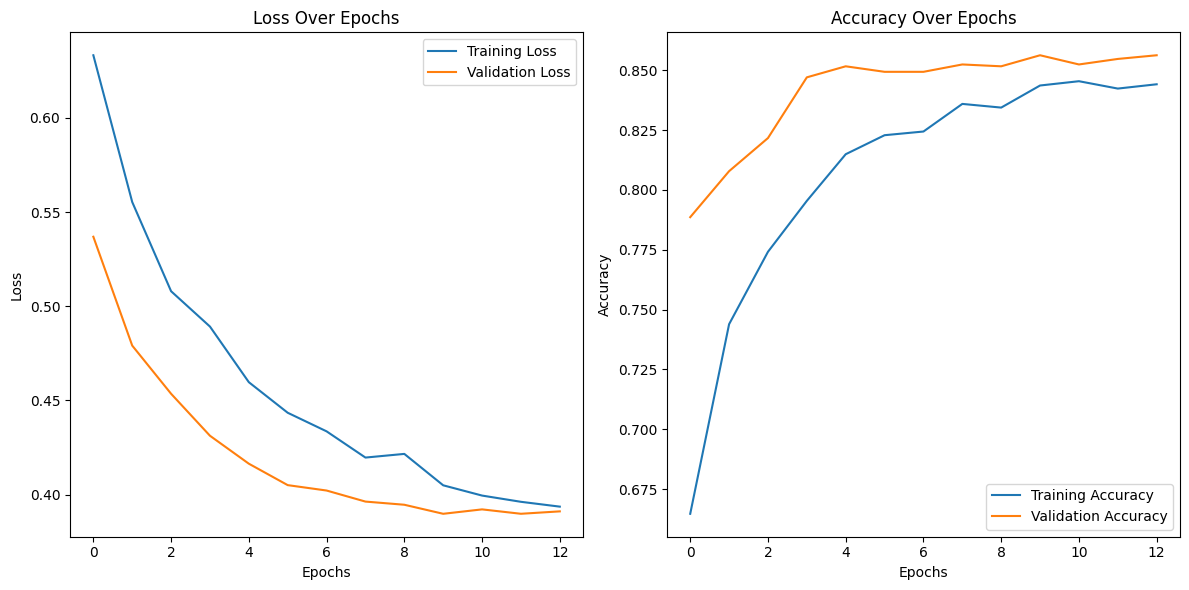 Loss Over Epochs
Training Loss
Validation Loss
0.60
0.55
0.50
0.45
0.40
Loss
0 2 4 6 8 10 12
Epochs
Accuracy Over Epochs
0.850
0.825
0.800
0.775
0.750
0.725
0.700
0.675
Accuracy
Training Accuracy
Validation Accuracy
0 2 4 6 8 10 12
Epochs